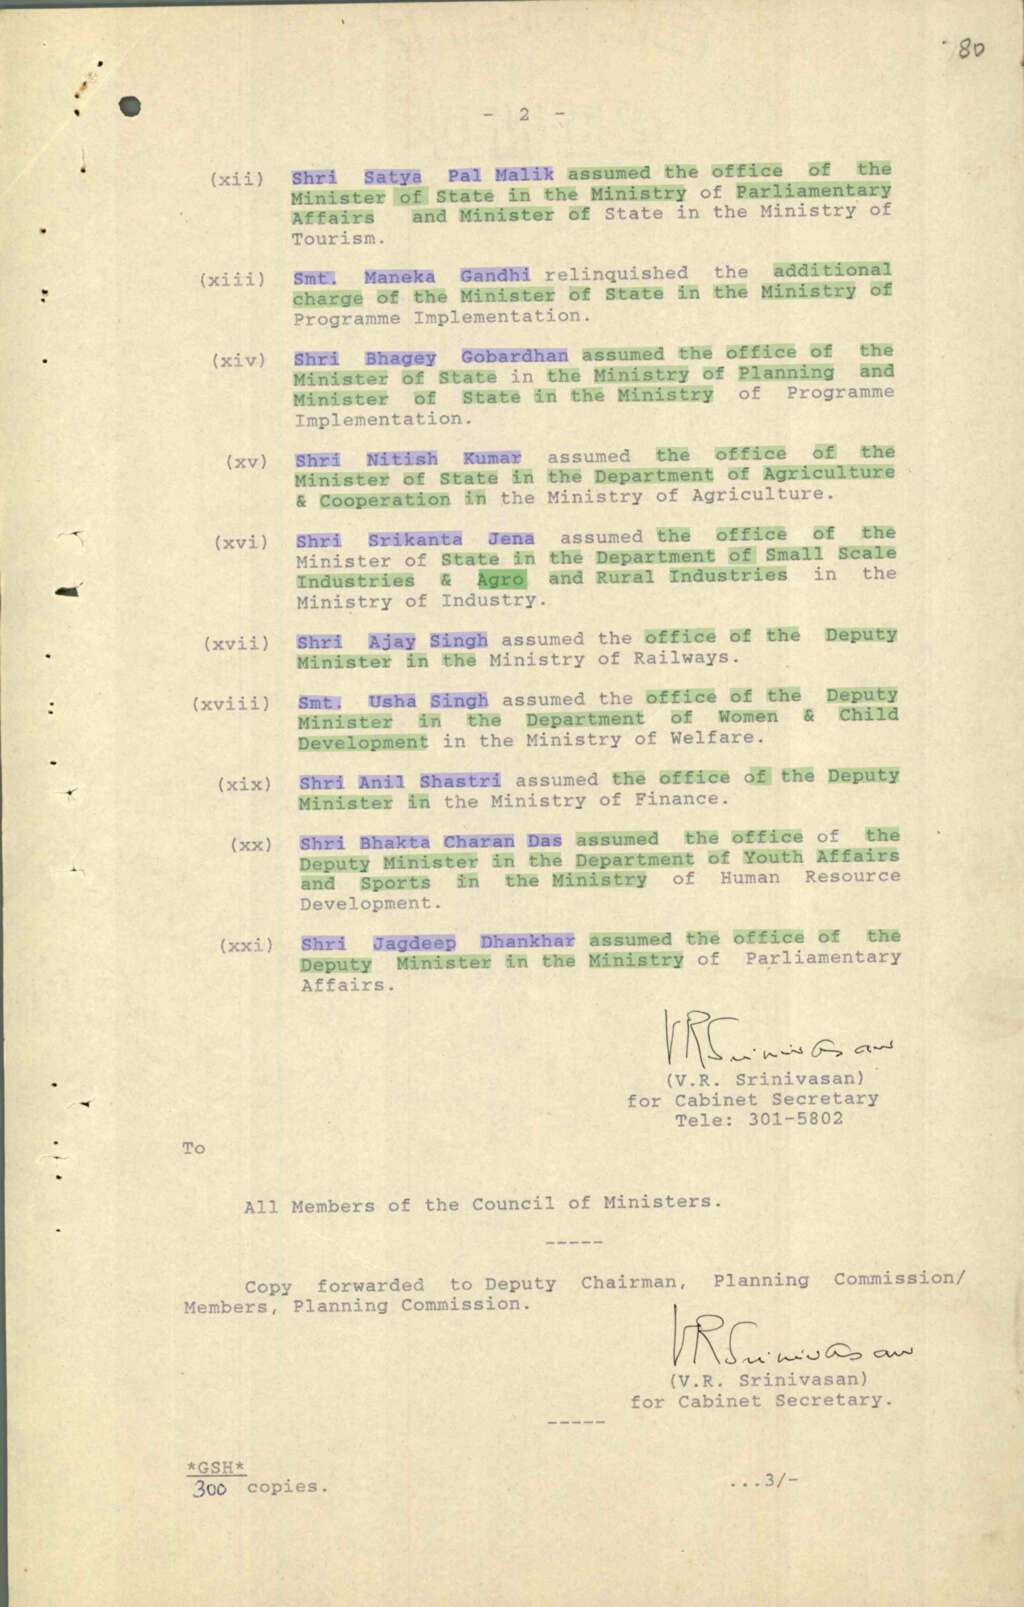 80
- 2 -
(xii) Shri Satya Pal Malik assumed the office of the
Minister of State in the Ministry of Parliamentary
Affairs and Minister of State in the Ministry of
Tourism.
(xiii) Smt. Maneka Gandhi relinquished the additional
charge of the Minister of State in the Ministry of
Programme Implementation.
(xiv) Shri Bhagey Gobardhan assumed the office of the
Minister of State in the Ministry of Planning and
Minister of State in the Ministry of Programme
Implementation.
(xv) Shri Nitish Kumar assumed the office of the
Minister of State in the Department of Agriculture
& Cooperation in the Ministry of Agriculture.
(xvi) Shri Srikanta Jena assumed the office of the
Minister of State in the Department of Small Scale
Industries & Agro and Rural Industries in the
Ministry of Industry.
(xvii) Shri Ajay Singh assumed the office of the Deputy
Minister in the Ministry of Railways.
(xviii) Smt. Usha Singh assumed the office of the Deputy
Minister in the Department of Women & Child
Development in the Ministry of Welfare.
(xix) Shri Anil Shastri assumed the office of the Deputy
Minister in the Ministry of Finance.
(xx) Shri Bhakta Charan Das assumed the office of the
Deputy Minister in the Department of Youth Affairs
and Sports in the Ministry of Human Resource
Development.
(xxi) Shri Jagdeep Dhankhar assumed the office of the
Deputy Minister in the Ministry of Parliamentary
Affairs.
VRSrinivasan
(V.R. Srinivasan)
for Cabinet Secretary
Tele: 301-5802
To
All Members of the Council of Ministers.
-----
Copy forwarded to Deputy Chairman, Planning Commission/
Members, Planning Commission.
VRSrinivasan
(V.R. Srinivasan)
for Cabinet Secretary.
-----
*GSH*
300 copies.
...3/-